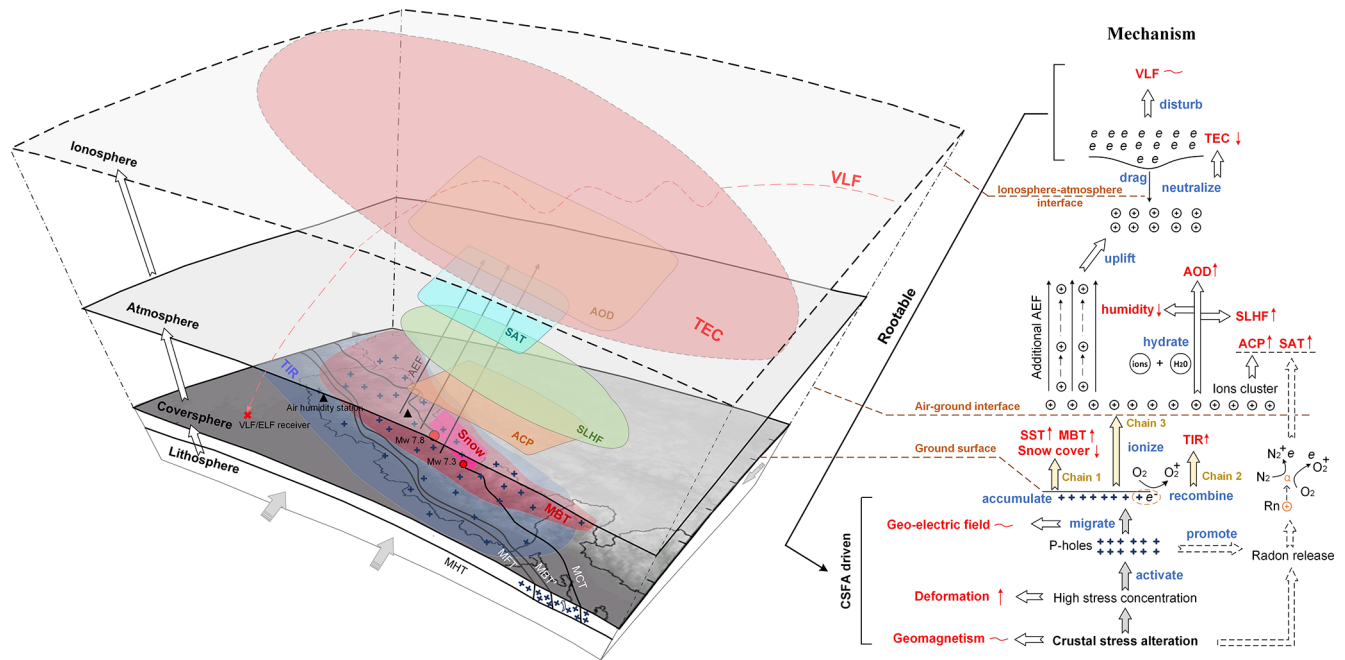 Ionosphere
Atmosphere
Coversphere
Lithosphere
VLF
TEC
AOD
SAT
SLHF
ACP
AEF
TIR
Air humidity station
VLF/ELF receiver
Mw 7.8
Snow
Mw 7.3
MBT
MFT
MBT
MCT
MHT
Mechanism
VLF
disturb
e e e e e e
e e e e e e
e e
TEC ↓
drag
neutralize
Ionosphere-atmosphere
interface
Rootable
uplift
Additional AEF
AOD↑
humidity↓
SLHF↑
hydrate
ions + H20
ACP↑ SAT↑
Ions cluster
Air-ground interface
Chain 3
SST↑ MBT↑
Snow cover ↓
ionize
TIR↑
Ground surface
Chain 1
O2 O2+
Chain 2
N2+ e e O2+
N2 α O2
Rn +
accumulate
e-
recombine
Geo-electric field
migrate
P-holes
promote
Radon release
activate
CSFA driven
Deformation ↑
High stress concentration
Geomagnetism
Crustal stress alteration